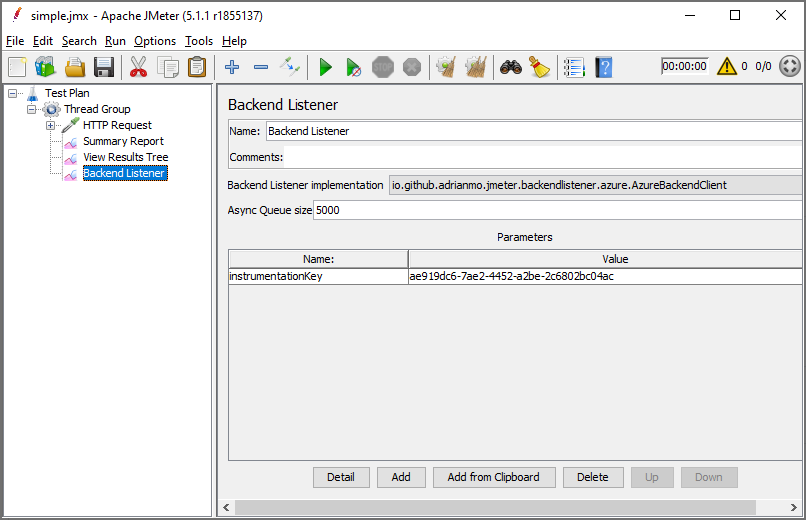 simple.jmx - Apache JMeter (5.1.1 r1855137)
File Edit Search Run Options Tools Help
STOP 00:00:00 0 0/0
Test Plan
Thread Group
HTTP Request
Summary Report
View Results Tree
Backend Listener
Backend Listener
Name: Backend Listener
Comments:
Backend Listener implementation io.github.adrianmo.jmeter.backendlistener.azure.AzureBackendClient
Async Queue size 5000
Parameters
Name: Value
instrumentationKey ae919dc6-7ae2-4452-a2be-2c6802bc04ac
Detail Add Add from Clipboard Delete Up Down